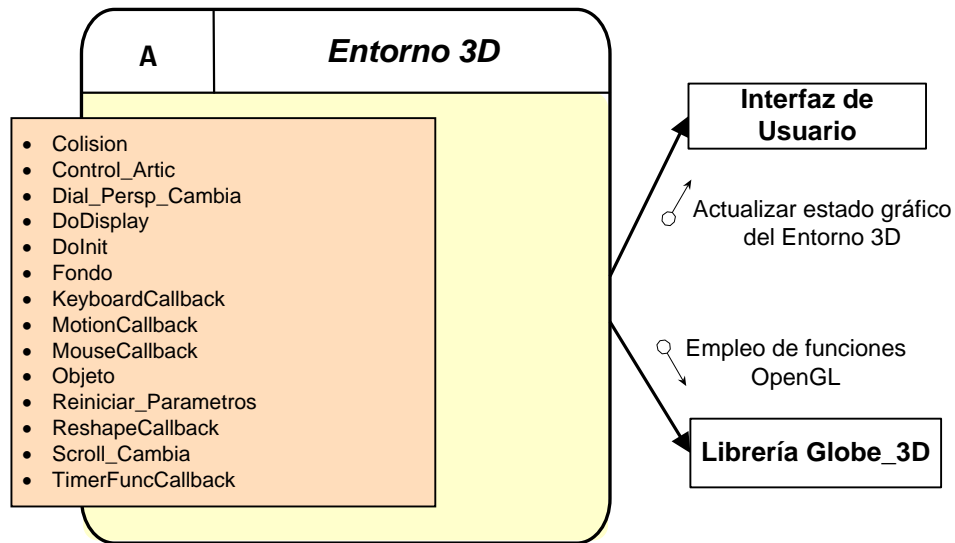 A
Entorno 3D
• Colision
• Control_Artic
• Dial_Persp_Cambia
• DoDisplay
• DoInit
• Fondo
• KeyboardCallback
• MotionCallback
• MouseCallback
• Objeto
• Reiniciar_Parametros
• ReshapeCallback
• Scroll_Cambia
• TimerFuncCallback
Interfaz de
Usuario
Actualizar estado gráfico
del Entorno 3D
Empleo de funciones
OpenGL
Librería Globe_3D